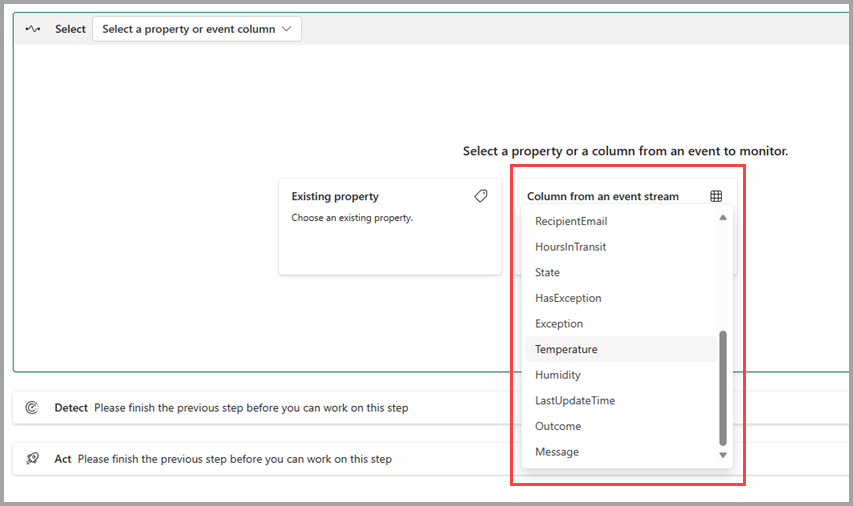 Select
Select a property or event column
Select a property or a column from an event to monitor.
Existing property
Choose an existing property.
Column from an event stream
RecipientEmail
HoursInTransit
State
HasException
Exception
Temperature
Humidity
LastUpdateTime
Outcome
Message
Detect Please finish the previous step before you can work on this step
Act Please finish the previous step before you can work on this step